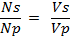 Ns/Np = Vs/Vp